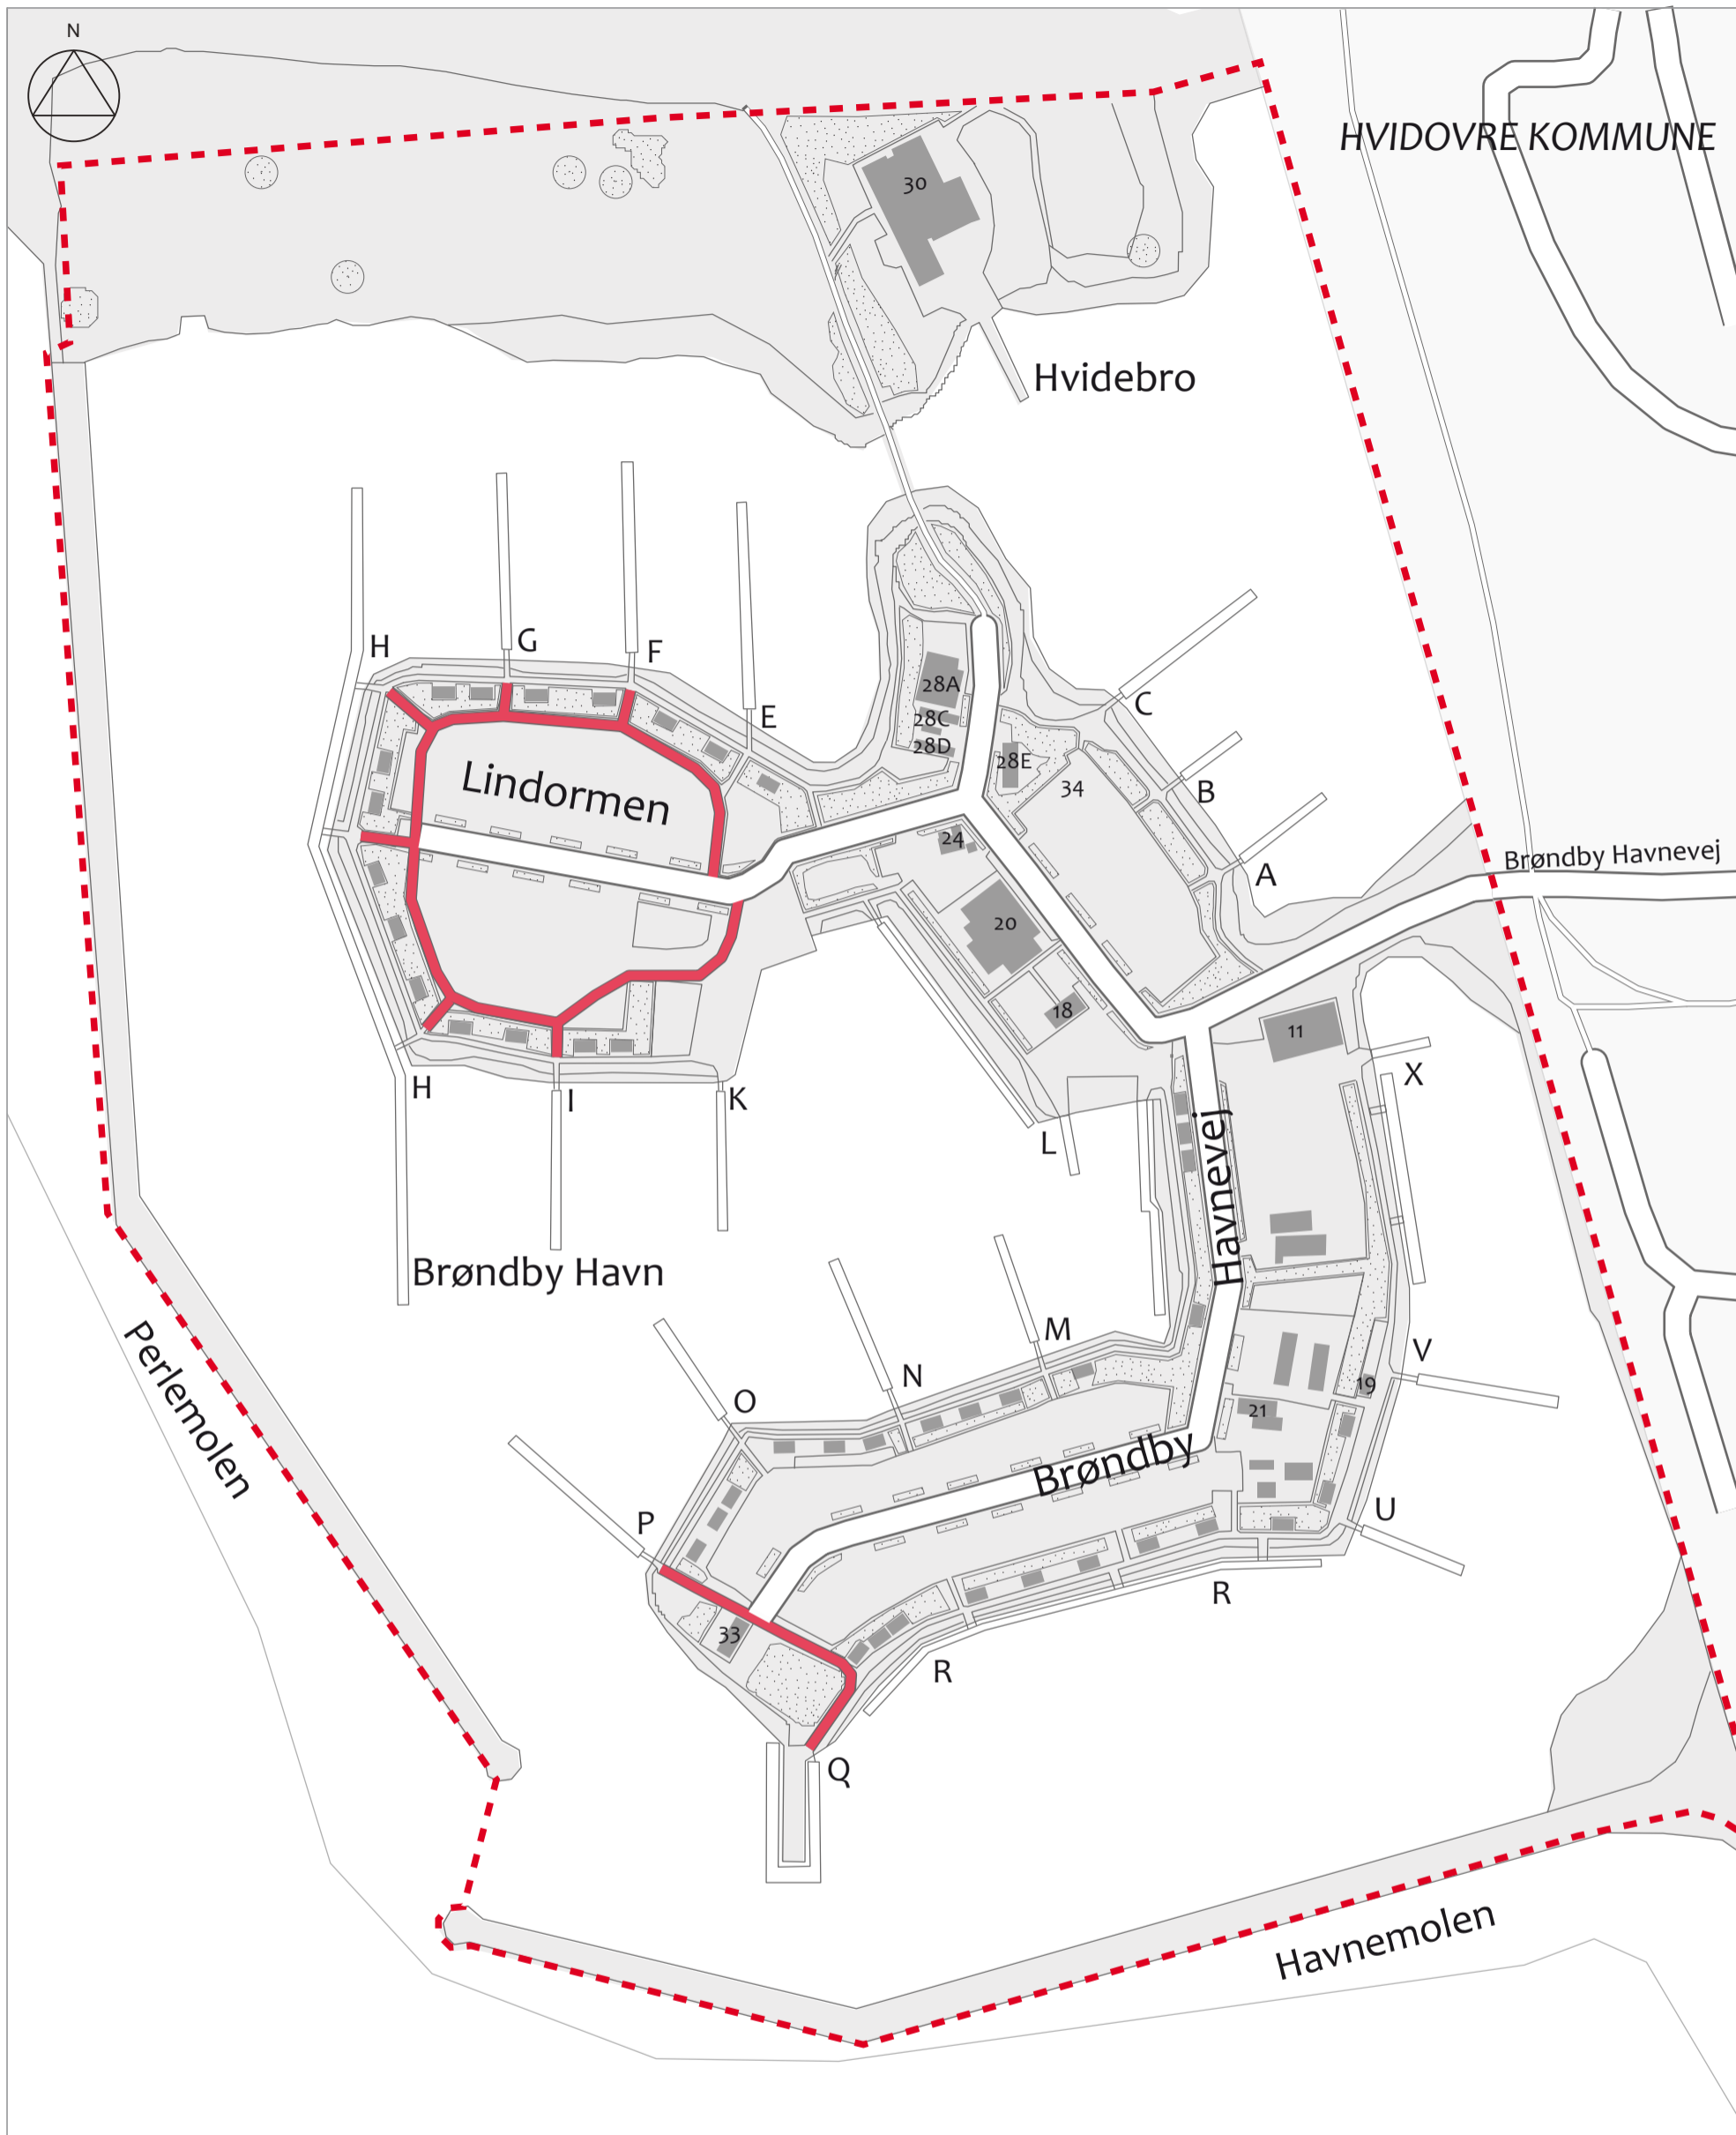 N
HVIDOVRE KOMMUNE
30
Hvidebro
H
G
F
E
C
28A
28C
28D
28E
B
34
Lindormen
24
A
Brøndby Havnevej
20
18
11
X
H
I
K
L
Havnevej
Brøndby Havn
M
V
N
19
O
21
Perlemolen
Brøndby
P
U
R
33
R
Q
Havnemolen